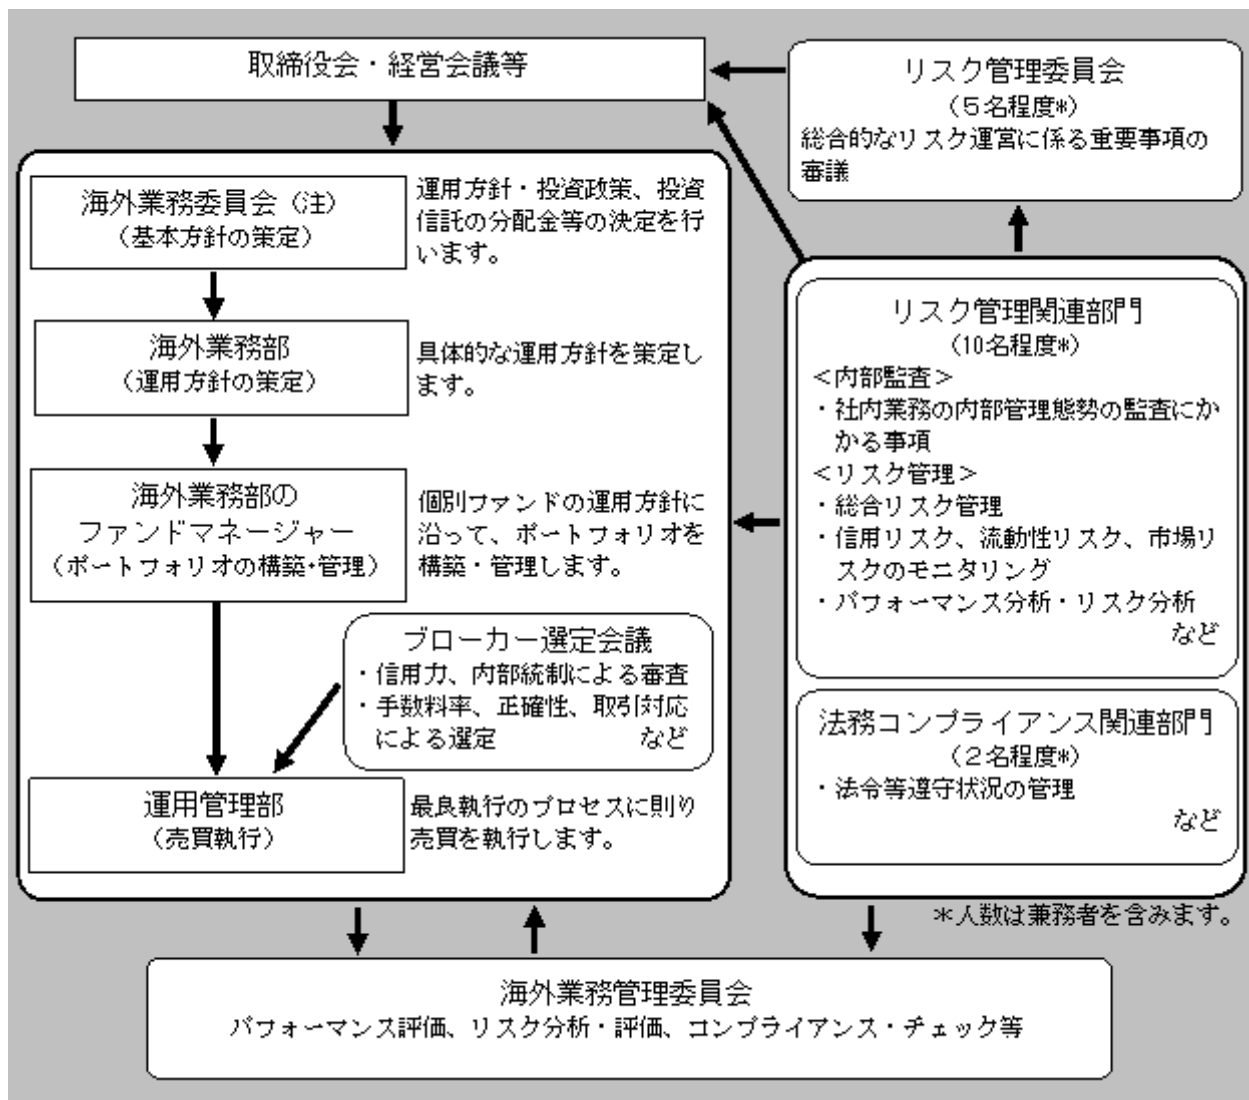 取締役会・経営会議等
リスク管理委員会
(5名程度*)
総合的なリスク運営に係る重要事項の
審議
海外業務委員会（注）
（基本方針の策定）
運用方針・投資政策、投資
信託の分配金等の決定を行
います。
海外業務部
（運用方針の策定）
具体的な運用方針を策定し
ます。
海外業務部の
ファンドマネージャー
（ポートフォリオの構築・管理）
個別ファンドの運用方針に
沿って、ポートフォリオを
構築・管理します。
ブローカー選定会議
・信用力、内部統制による審査
・手数料率、正確性、取引対応
による選定　など
運用管理部
（売買執行）
最良執行のプロセスに則り
売買を執行します。
リスク管理関連部門
(10名程度*)
＜内部監査＞
・社内業務の内部管理態勢の監査にか
かる事項
＜リスク管理＞
・総合リスク管理
・信用リスク、流動性リスク、市場リ
スクのモニタリング
・パフォーマンス分析・リスク分析
など
法務コンプライアンス関連部門
(2名程度*)
・法令等遵守状況の管理
など
＊人数は兼務者を含みます。
海外業務管理委員会
パフォーマンス評価、リスク分析・評価、コンプライアンス・チェック等